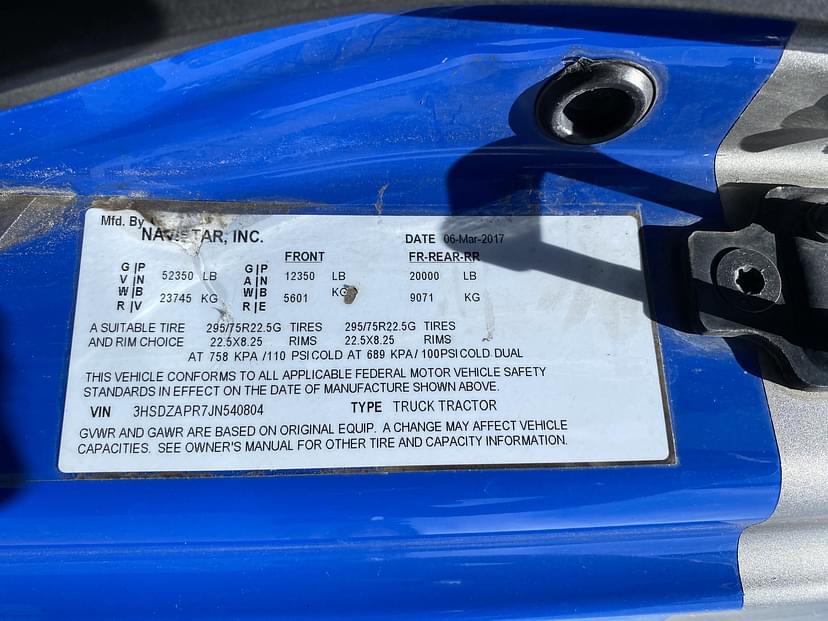 Mfd. By
NAVISTAR, INC. DATE 06-Mar-2017
FRONT FR-REAR-RR
G|P V|N W|B R|V 52350 LB G|P A|N W|B R|E 12350 LB 20000 LB
23745 KG 5601 KG 9071 KG
A SUITABLE TIRE 295/75R22.5G TIRES 295/75R22.5G TIRES
AND RIM CHOICE 22.5X8.25 RIMS 22.5X8.25 RIMS
AT 758 KPA /110 PSI COLD AT 689 KPA/ 100PSI COLD DUAL
THIS VEHICLE CONFORMS TO ALL APPLICABLE FEDERAL MOTOR VEHICLE SAFETY
STANDARDS IN EFFECT ON THE DATE OF MANUFACTURE SHOWN ABOVE.
VIN 3HSDZAPR7JN540804 TYPE TRUCK TRACTOR
GVWR AND GAWR ARE BASED ON ORIGINAL EQUIP. A CHANGE MAY AFFECT VEHICLE
CAPACITIES. SEE OWNER'S MANUAL FOR OTHER TIRE AND CAPACITY INFORMATION.